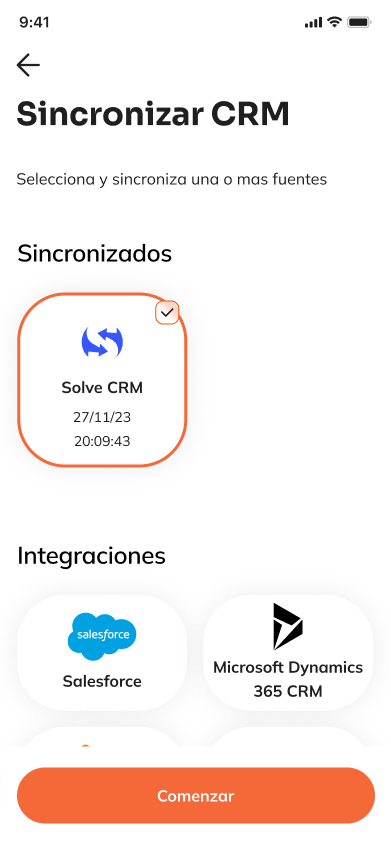 9:41
Sincronizar CRM
Selecciona y sincroniza una o mas fuentes
Sincronizados
Solve CRM
27/11/23
20:09:43
Integraciones
salesforce
Salesforce
Microsoft Dynamics
365 CRM
Comenzar